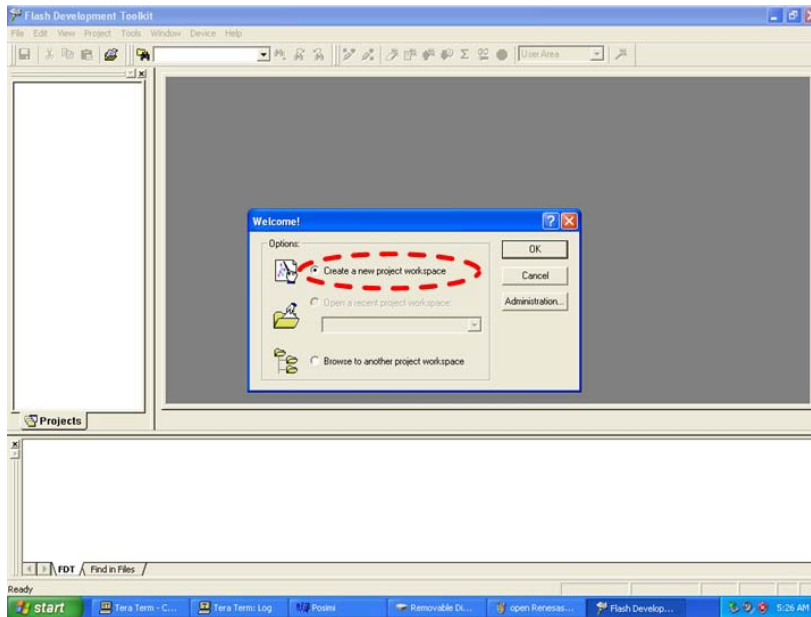 Flash Development Toolkit
File Edit View Project Tools Window Device Help
User Area
Welcome!
Options:
Create a new project workspace
Open a recent project workspace:
Browse to another project workspace
OK
Cancel
Administration...
Projects
FDT Find in Files
Ready
start Tera Term - C... Tera Term: Log Posimi Removable Di... open Renesas... Flash Develop... 5:26 AM